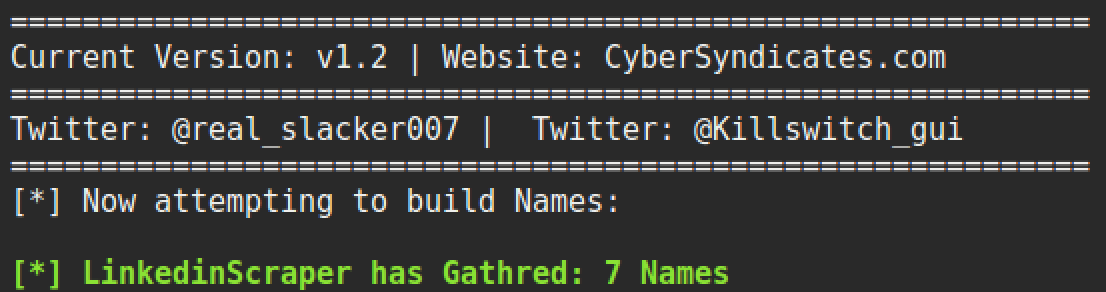 ============================================================
Current Version: v1.2 | Website: CyberSyndicates.com
============================================================
Twitter: @real_slacker007 |  Twitter: @Killswitch_gui
============================================================
[*] Now attempting to build Names:
[*] LinkedinScraper has Gathred: 7 Names